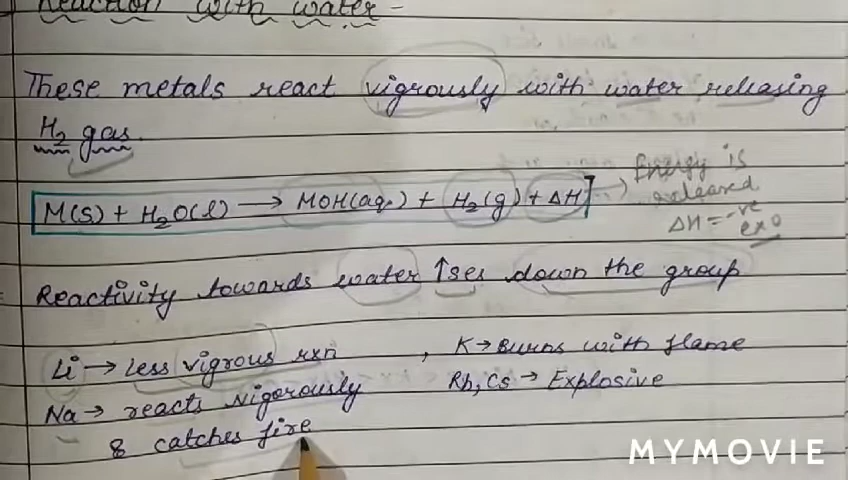 Reaction with water -
These metals react vigrously with water releasing
H₂ gas.
M(s) + H₂O(l) → MOH(aq.) + H₂(g) + ΔH
Energy is
released
ΔH = -ve
exo
Reactivity towards water ↑ses down the group
Li → less vigrous rxn , K → Burns with flame
Na → reacts vigorously Rb, Cs → Explosive
& catches fire
MYMOVIE